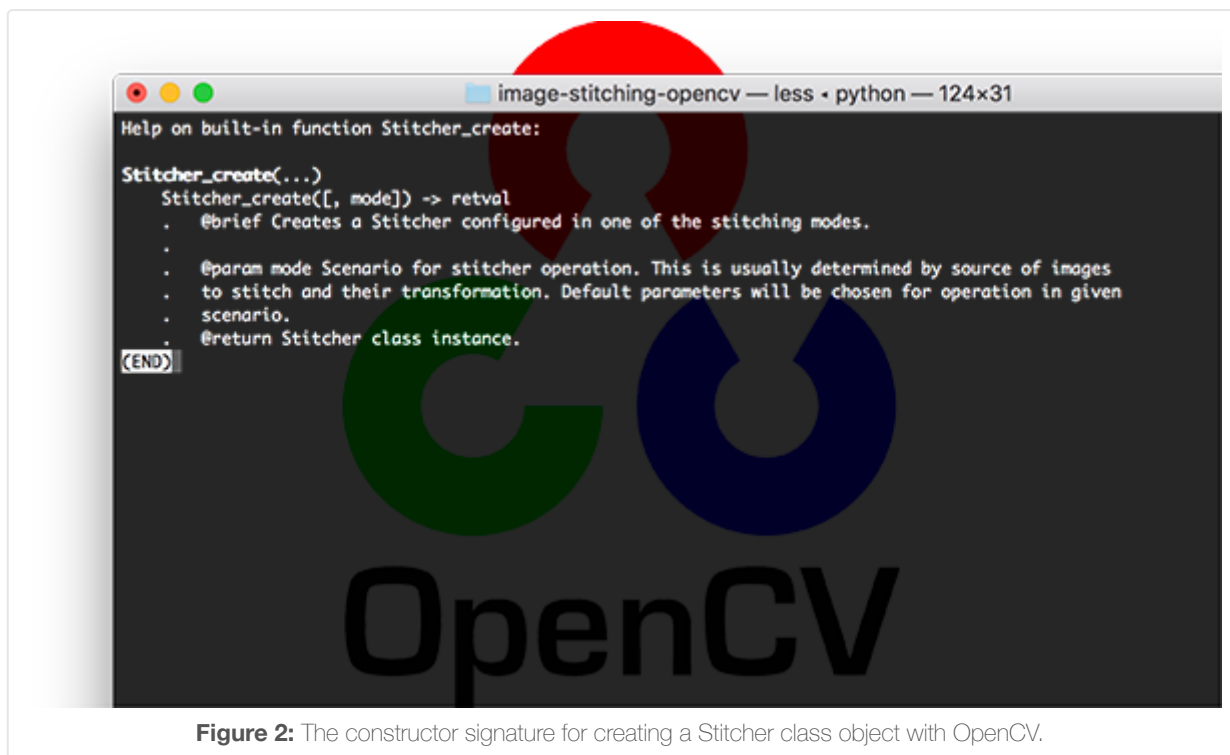 image-stitching-opencv — less ◂ python — 124×31
Help on built-in function Stitcher_create:
Stitcher_create(...)
Stitcher_create([, mode]) -> retval
. @brief Creates a Stitcher configured in one of the stitching modes.
.
. @param mode Scenario for stitcher operation. This is usually determined by source of images
. to stitch and their transformation. Default parameters will be chosen for operation in given
. scenario.
. @return Stitcher class instance.
(END)
OpenCV
Figure 2: The constructor signature for creating a Stitcher class object with OpenCV.